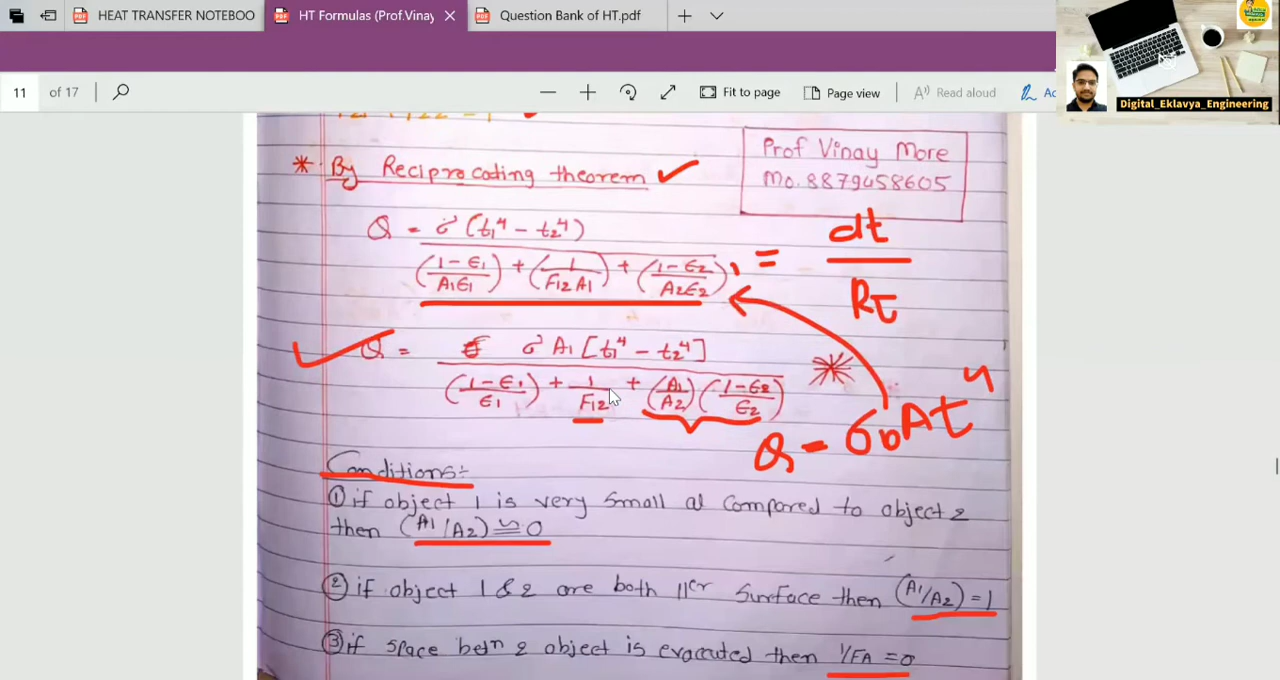 HEAT TRANSFER NOTEBOO
HT Formulas (Prof.Vinay
Question Bank of HT.pdf
11 of 17
Fit to page
Page view
Read aloud
Digital_Eklavya_Engineering
Prof Vinay More
Mo. 8879458605
* By Reciprocating theorem ✓
Q = σ(t₁⁴ - t₂⁴) / (1-ε₁/A₁ε₁) + (1/F₁₂A₁) + (1-ε₂/A₂ε₂) = dt/Rt
Q = σA₁[t₁⁴ - t₂⁴] / (1-ε₁/ε₁) + 1/F₁₂ + (A₁/A₂)(1-ε₂/ε₂)
Q = σbAt⁴
Conditions:-
① if object 1 is very small al compared to object 2
then (A1/A2) ≅ 0
② if object 1 & 2 are both ||er surface then (A1/A2) = 1
③ if space betn 2 object is evacuted then 1/FA = 0